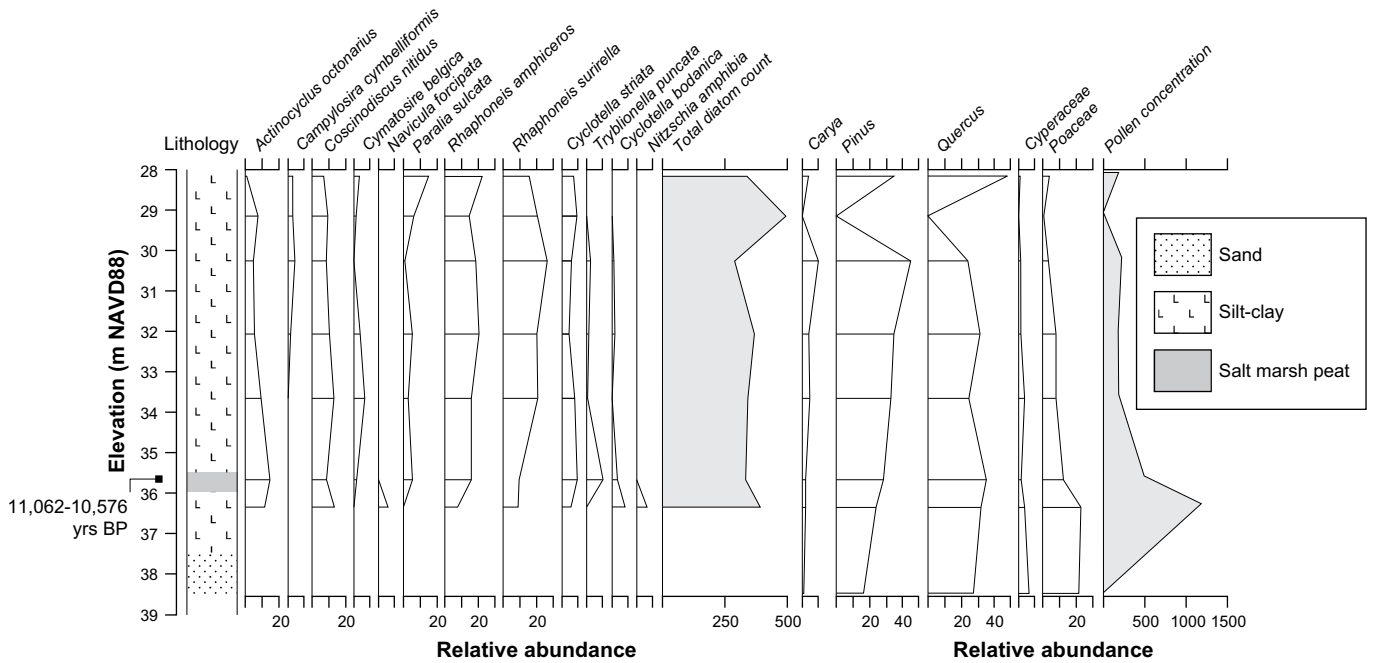 Actinocyclus octonarius
Campylosira cymbelliformis
Coscinodiscus nitidus
Cymatosire belgica
Navicula forcipata
Paralia sulcata
Rhaphoneis amphiceros
Rhaphoneis surirella
Cyclotella striata
Tryblionella puncata
Cyclotella bodanica
Nitzschia amphibia
Total diatom count
Carya
Pinus
Quercus
Cyperaceae
Poaceae
Pollen concentration
Lithology
28
29
30
31
32
33
34
35
36
37
38
39
Elevation (m NAVD88)
11,062-10,576
yrs BP
Sand
Silt-clay
Salt marsh peat
20 20 20 20 20 250 500 20 40 20 40 20 500 1000 1500
Relative abundance Relative abundance